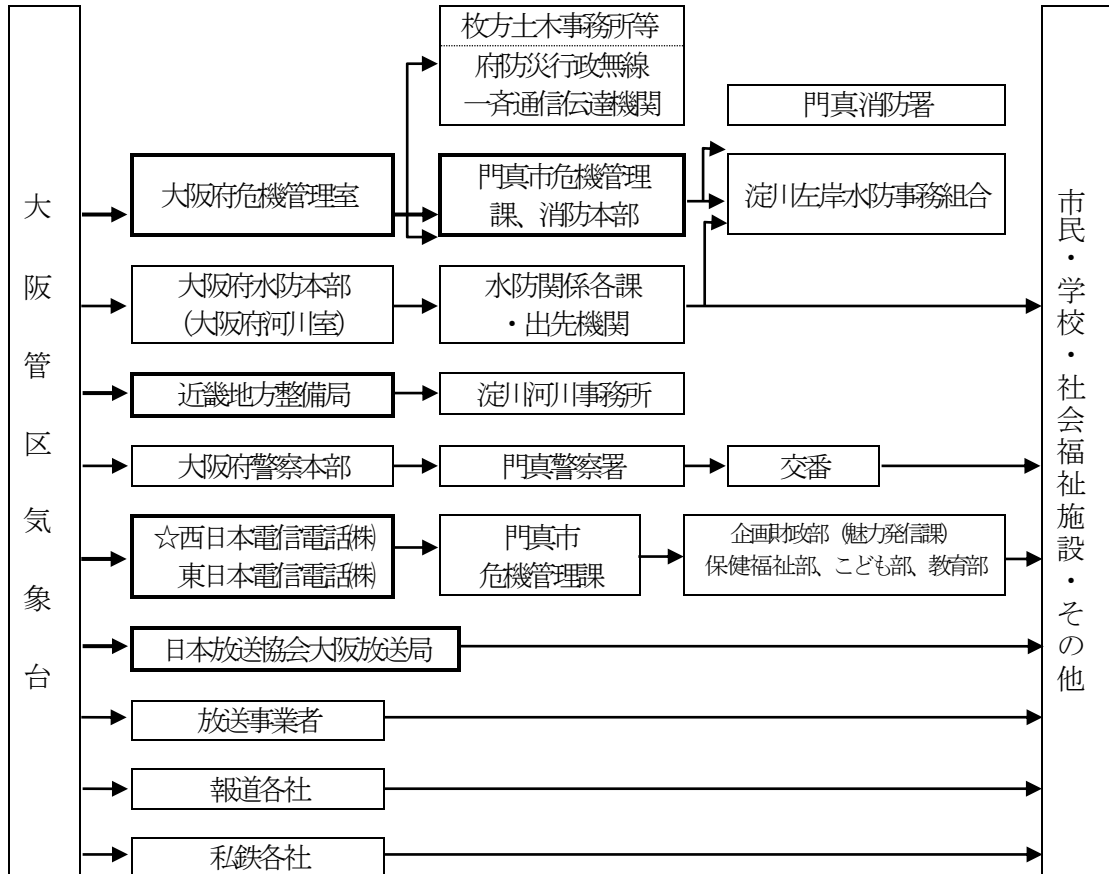 大阪管区気象台
枚方土木事務所等
府防災行政無線
一斉通信伝達機関
門真消防署
大阪府危機管理室
門真市危機管理
課、消防本部
淀川左岸水防事務組合
大阪府水防本部
（大阪府河川室）
水防関係各課
・出先機関
近畿地方整備局
淀川河川事務所
大阪府警察本部
門真警察署
交番
☆西日本電信電話㈱
東日本電信電話㈱
門真市
危機管理課
企画財政部（魅力発信課）
保健福祉部、こども部、教育部
日本放送協会大阪放送局
放送事業者
報道各社
私鉄各社
市民・学校・社会福祉施設・その他